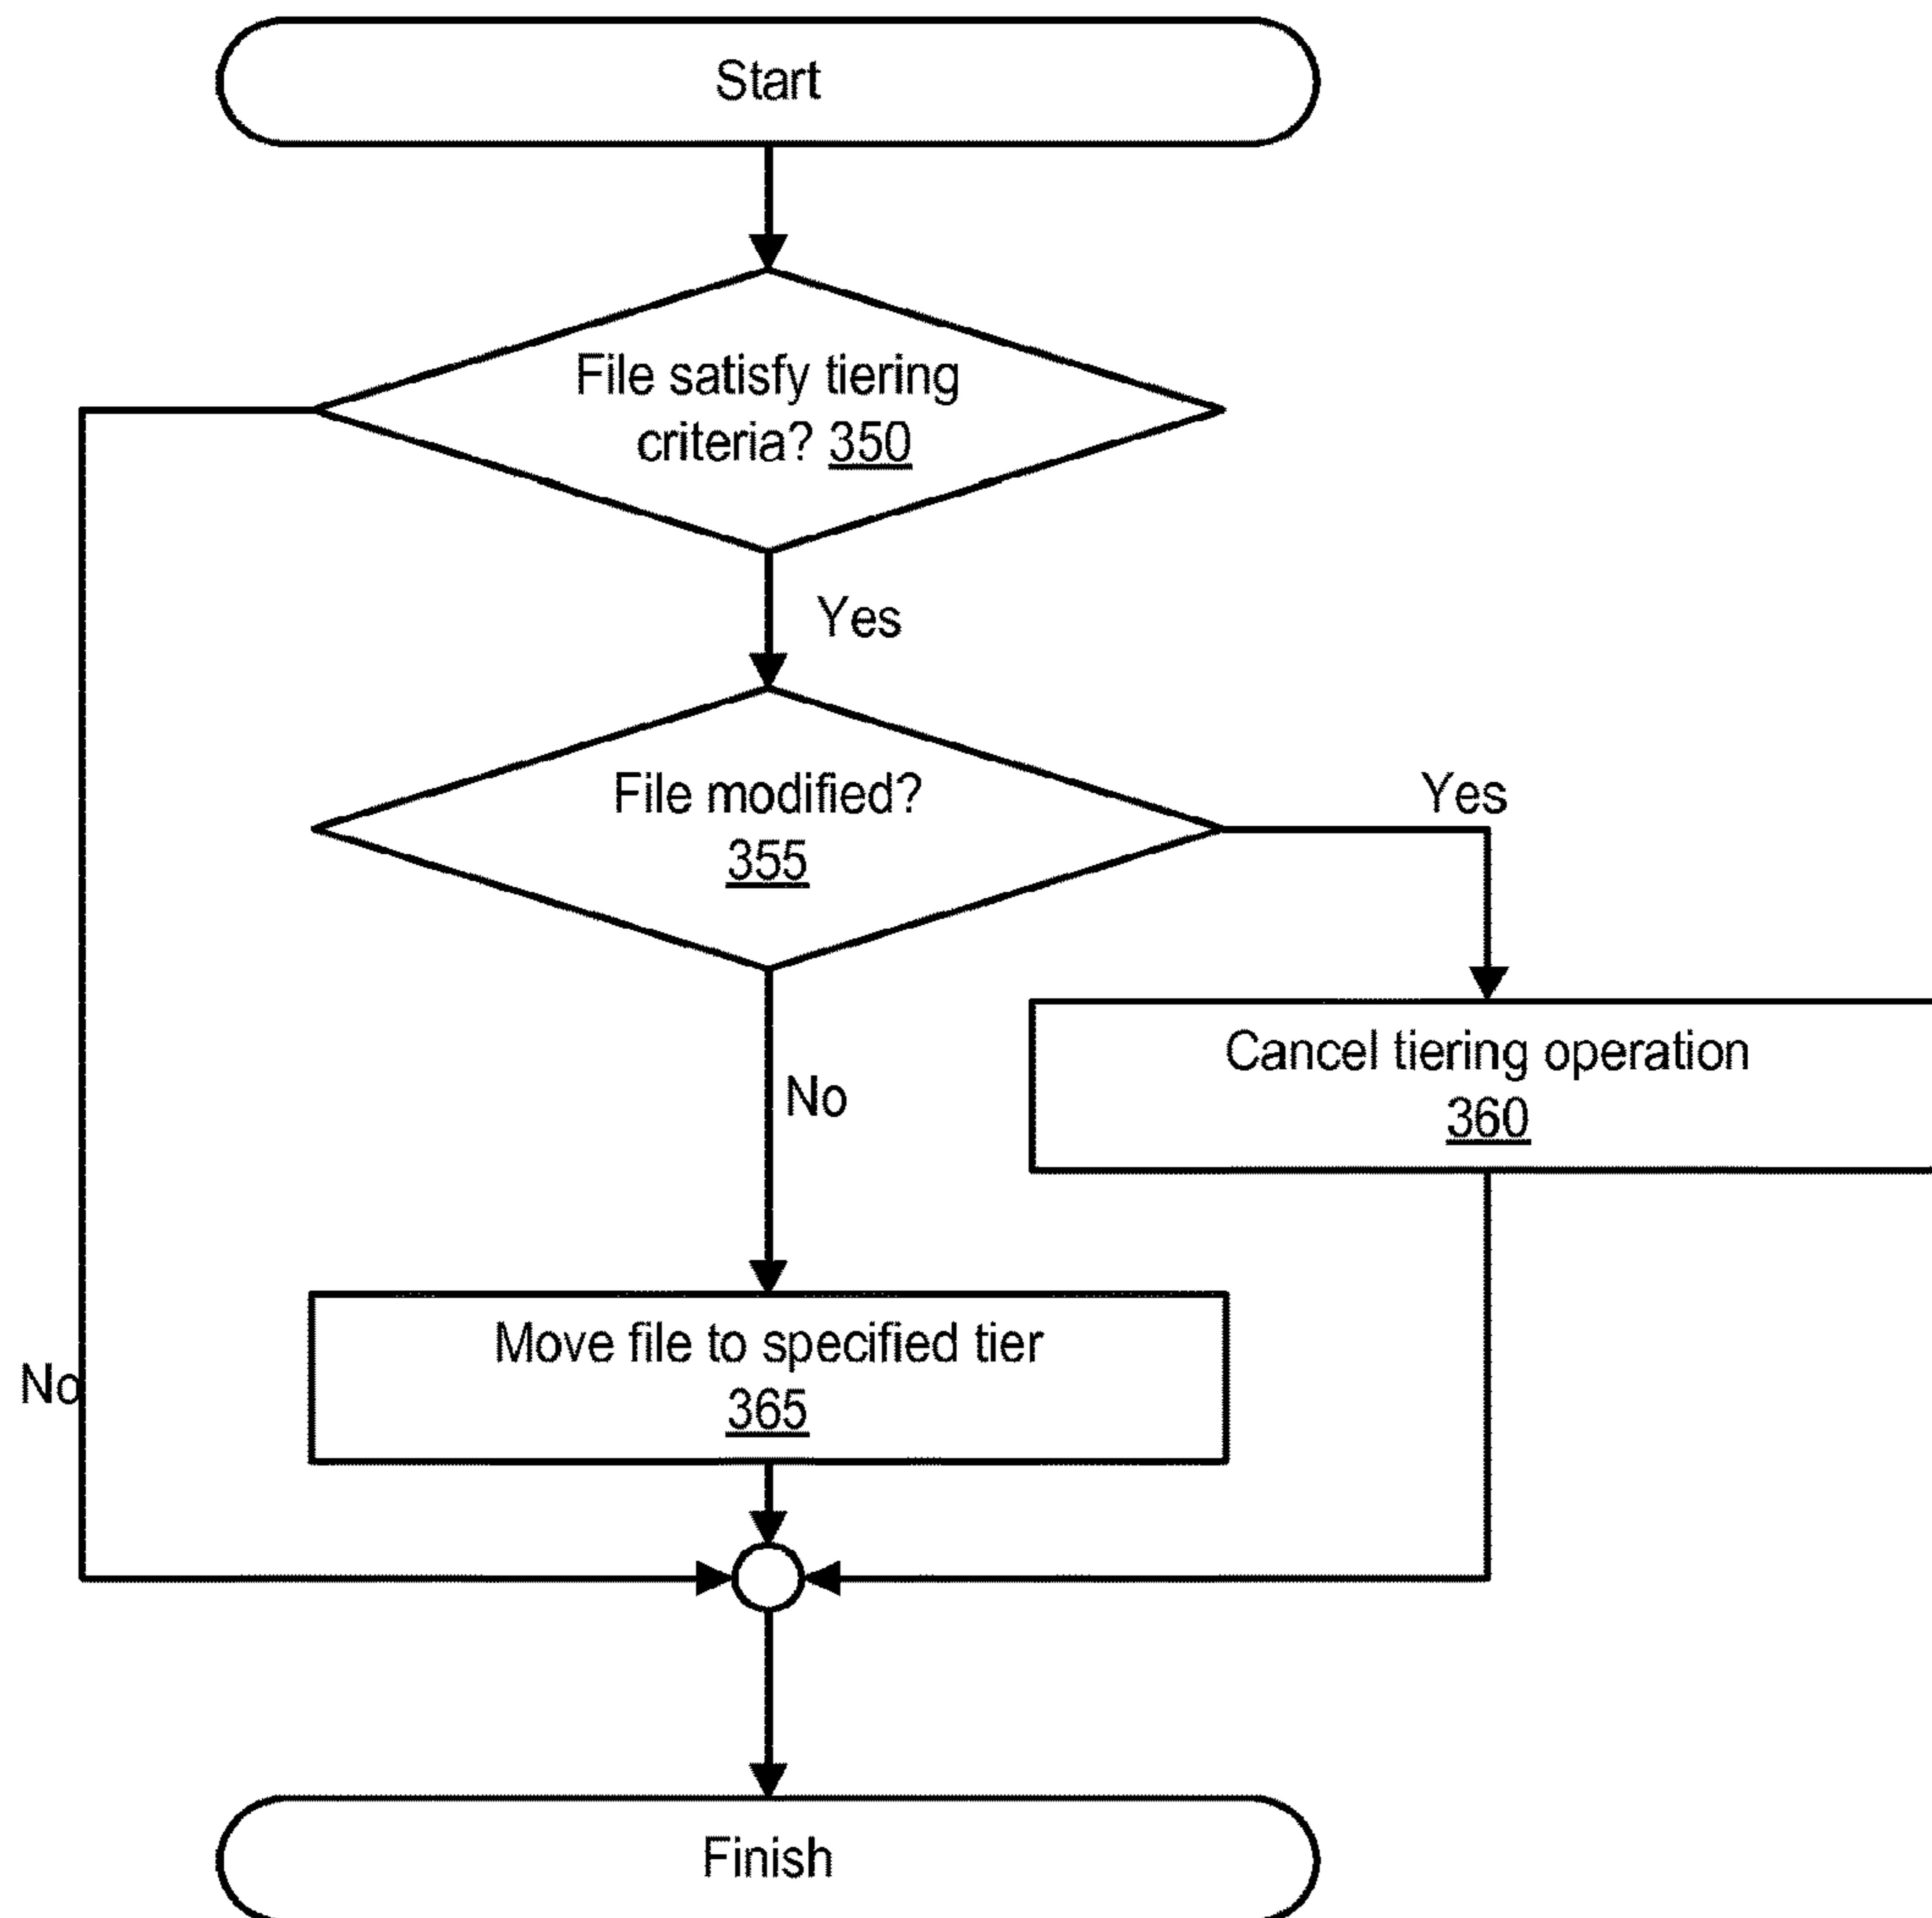 Start
File satisfy tiering
criteria? 350
Yes
File modified?
355
Yes
Cancel tiering operation
360
No
Move file to specified tier
365
No
Finish